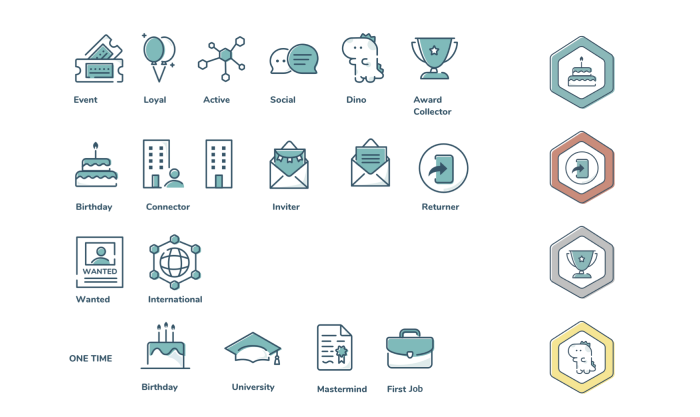 Event
Loyal
Active
Social
Dino
Award
Collector
Birthday
Connector
Inviter
Returner
WANTED
Wanted
International
ONE TIME
Birthday
University
Mastermind
First Job